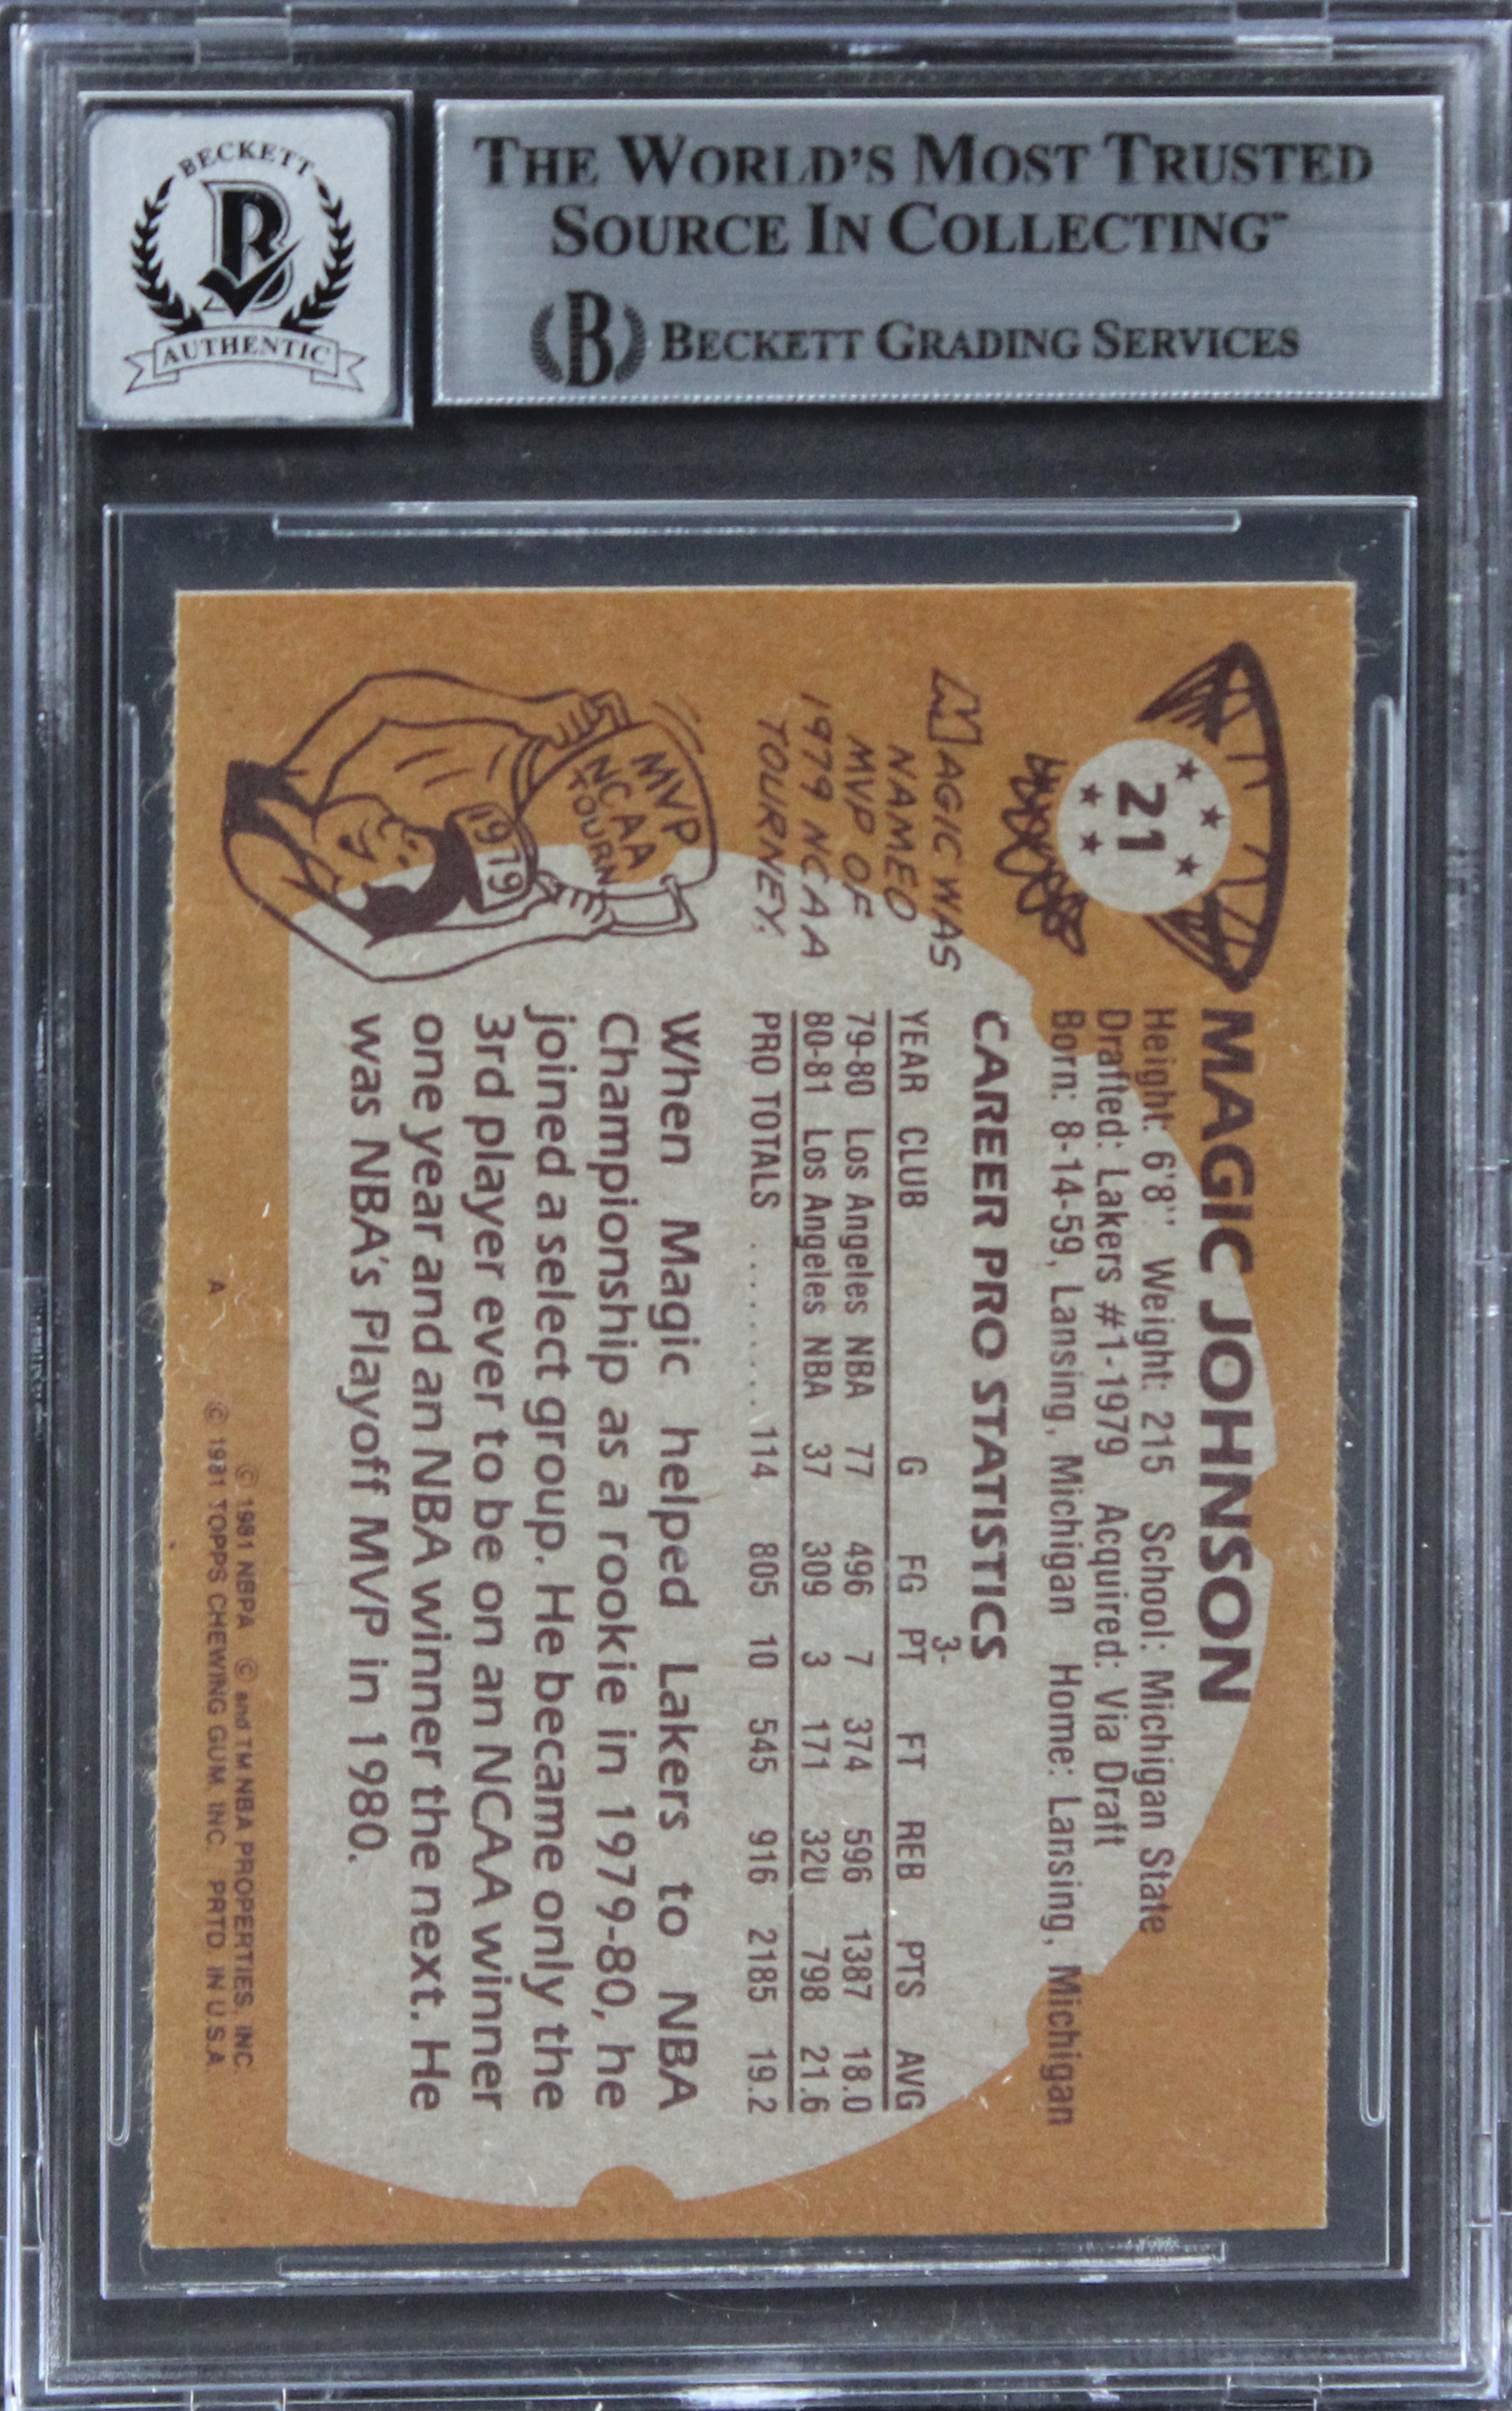 BECKETT
AUTHENTIC
THE WORLD'S MOST TRUSTED
SOURCE IN COLLECTING™
B BECKETT GRADING SERVICES
21
MAGIC JOHNSON
Height: 6'8" Weight: 215 School: Michigan State
Drafted: Lakers #1-1979 Acquired: Via Draft
Born: 8-14-59, Lansing, Michigan Home: Lansing, Michigan
CAREER PRO STATISTICS
YEAR CLUB G FG 3-PT FT REB PTS AVG
79-80 Los Angeles NBA 77 496 7 374 596 1387 18.0
80-81 Los Angeles NBA 37 309 3 171 320 798 21.6
PRO TOTALS ........ 114 805 10 545 916 2185 19.2
MAGIC WAS
NAMED
MVP OF
1979 NCAA
TOURNEY.
MVP
NCAA
TOURN
1979
When Magic helped Lakers to NBA
Championship as a rookie in 1979-80, he
joined a select group. He became only the
3rd player ever to be on an NCAA winner
one year and an NBA winner the next. He
was NBA's Playoff MVP in 1980.
© 1981 NBPA © and TM NBA PROPERTIES, INC.
A © 1981 TOPPS CHEWING GUM, INC. PRTD. IN U.S.A.